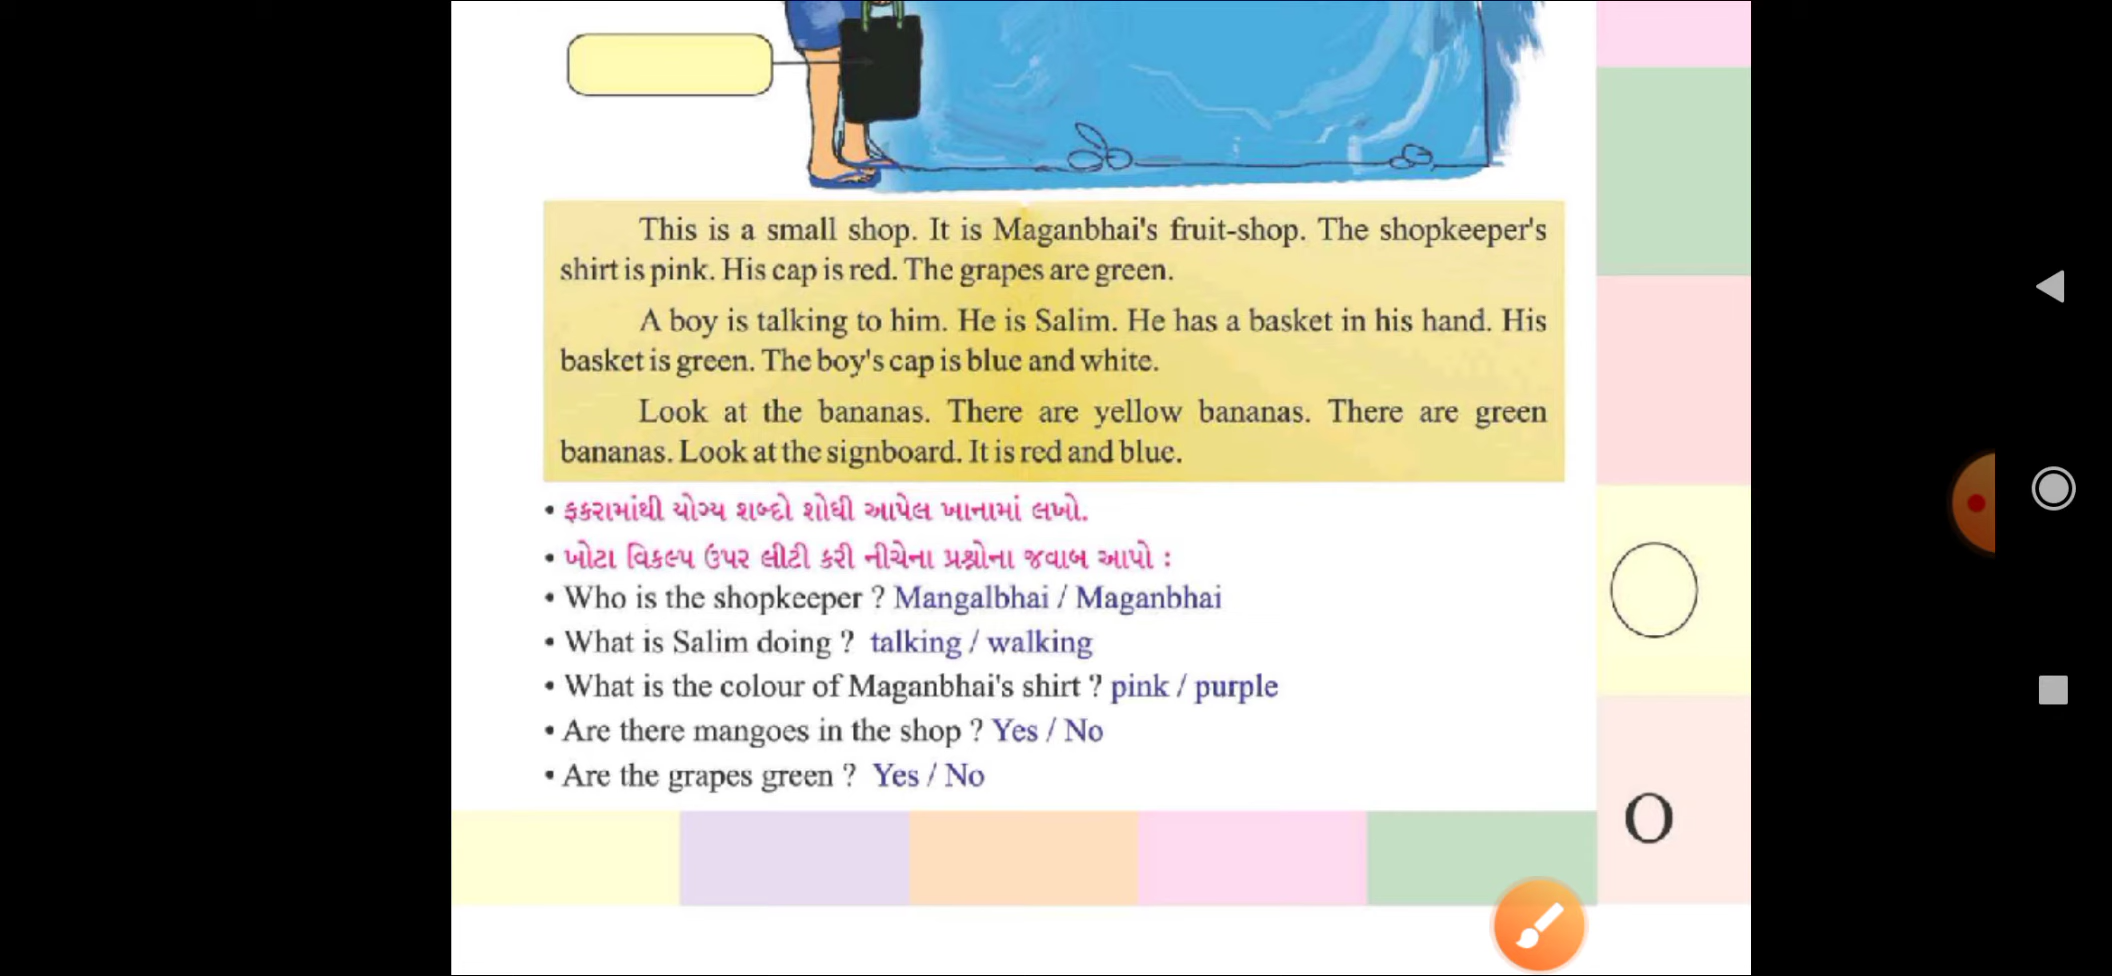 This is a small shop. It is Maganbhai's fruit-shop. The shopkeeper's
shirt is pink. His cap is red. The grapes are green.
A boy is talking to him. He is Salim. He has a basket in his hand. His
basket is green. The boy's cap is blue and white.
Look at the bananas. There are yellow bananas. There are green
bananas. Look at the signboard. It is red and blue.
• ફકરામાંથી યોગ્ય શબ્દો શોધી આપેલ ખાનામાં લખો.
• ખોટા વિકલ્પ ઉપર લીટી કરી નીચેના પ્રશ્નોના જવાબ આપો :
• Who is the shopkeeper ? Mangalbhai / Maganbhai
• What is Salim doing ? talking / walking
• What is the colour of Maganbhai's shirt ? pink / purple
• Are there mangoes in the shop ? Yes / No
• Are the grapes green ? Yes / No
O